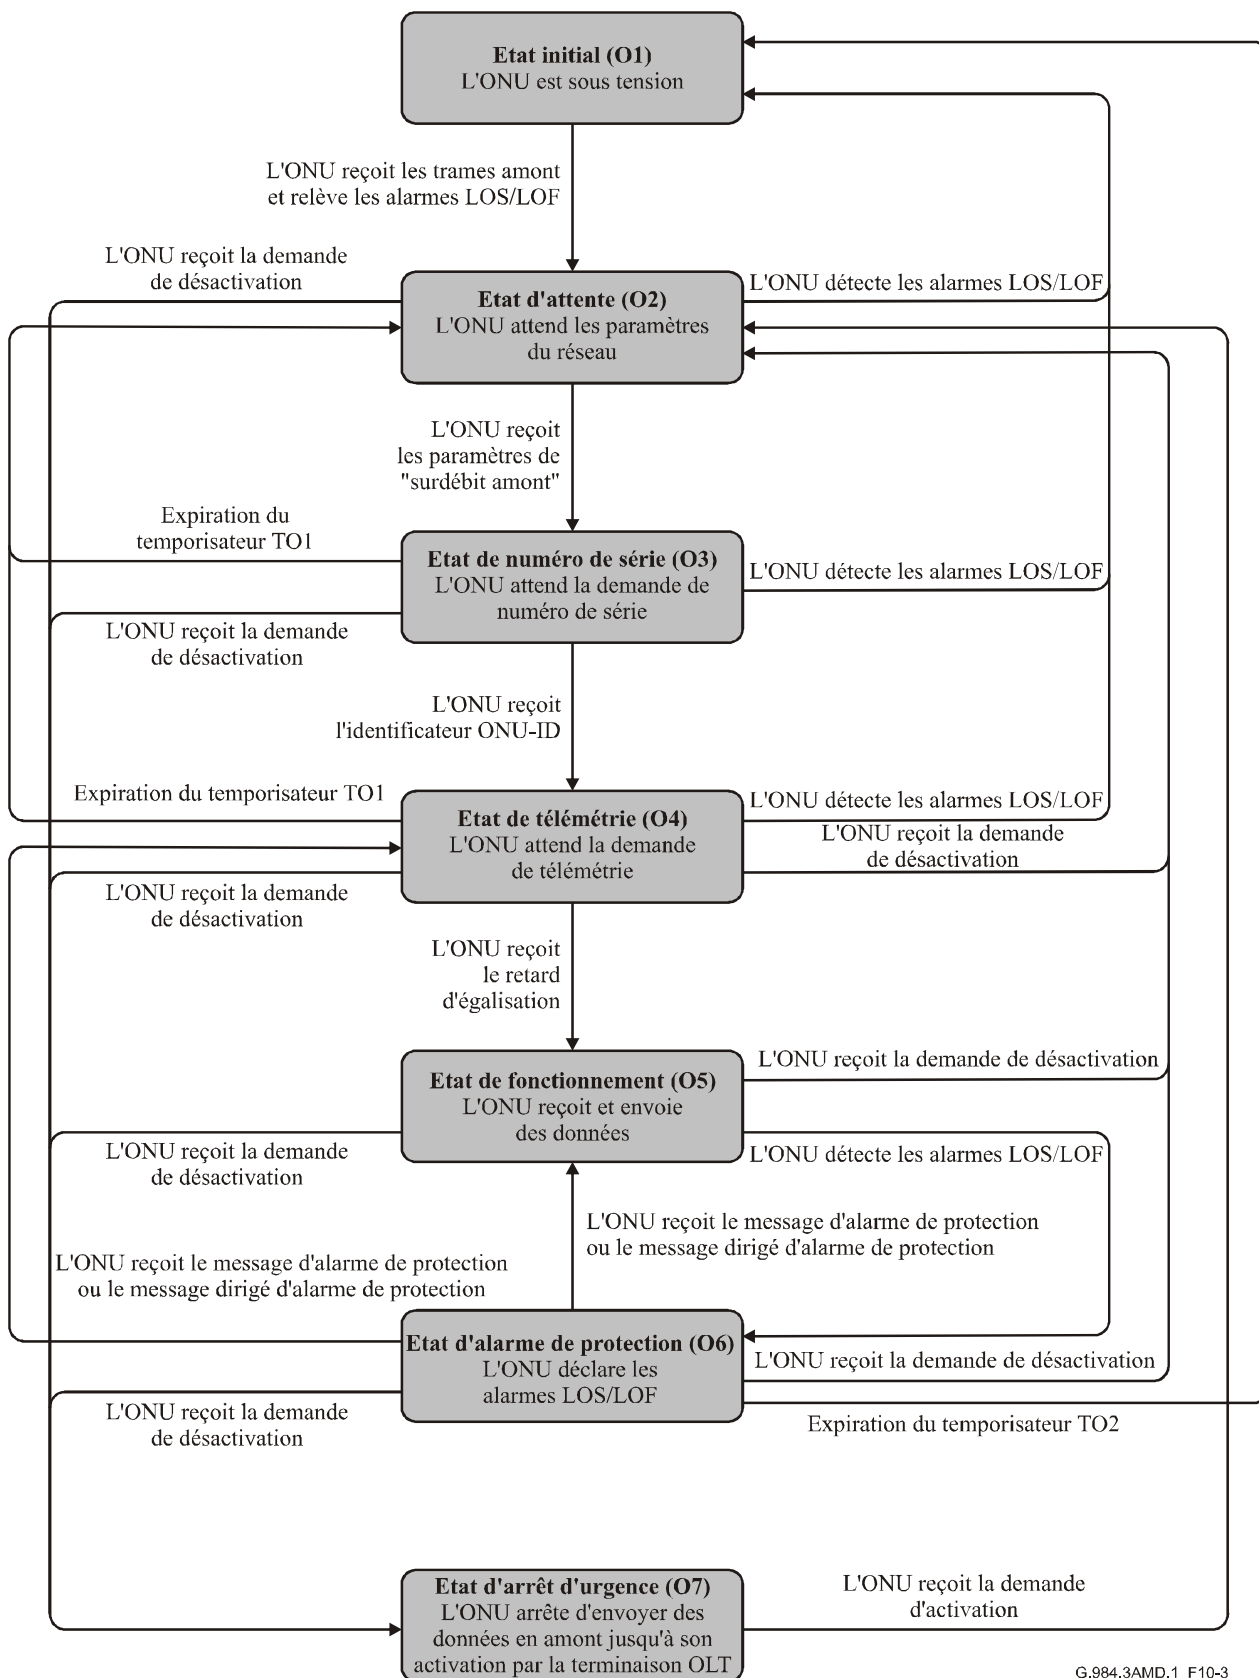 Etat initial (O1)
L'ONU est sous tension
L'ONU reçoit les trames amont
et relève les alarmes LOS/LOF
L'ONU reçoit la demande
de désactivation
Etat d'attente (O2)
L'ONU attend les paramètres
du réseau
L'ONU détecte les alarmes LOS/LOF
L'ONU reçoit
les paramètres de
"surdébit amont"
Expiration du
temporisateur TO1
Etat de numéro de série (O3)
L'ONU attend la demande de
numéro de série
L'ONU détecte les alarmes LOS/LOF
L'ONU reçoit la demande
de désactivation
L'ONU reçoit
l'identificateur ONU-ID
Expiration du temporisateur TO1
Etat de télémétrie (O4)
L'ONU attend la demande
de télémétrie
L'ONU détecte les alarmes LOS/LOF
L'ONU reçoit la demande
de désactivation
L'ONU reçoit la demande
de désactivation
L'ONU reçoit
le retard
d'égalisation
Etat de fonctionnement (O5)
L'ONU reçoit et envoie
des données
L'ONU reçoit la demande de désactivation
L'ONU reçoit la demande
de désactivation
L'ONU détecte les alarmes LOS/LOF
L'ONU reçoit le message d'alarme de protection
ou le message dirigé d'alarme de protection
L'ONU reçoit le message d'alarme de protection
ou le message dirigé d'alarme de protection
Etat d'alarme de protection (O6)
L'ONU déclare les
alarmes LOS/LOF
L'ONU reçoit la demande de désactivation
L'ONU reçoit la demande
de désactivation
Expiration du temporisateur TO2
Etat d'arrêt d'urgence (O7)
L'ONU arrête d'envoyer des
données en amont jusqu'à son
activation par la terminaison OLT
L'ONU reçoit la demande
d'activation
G.984.3AMD.1_F10-3